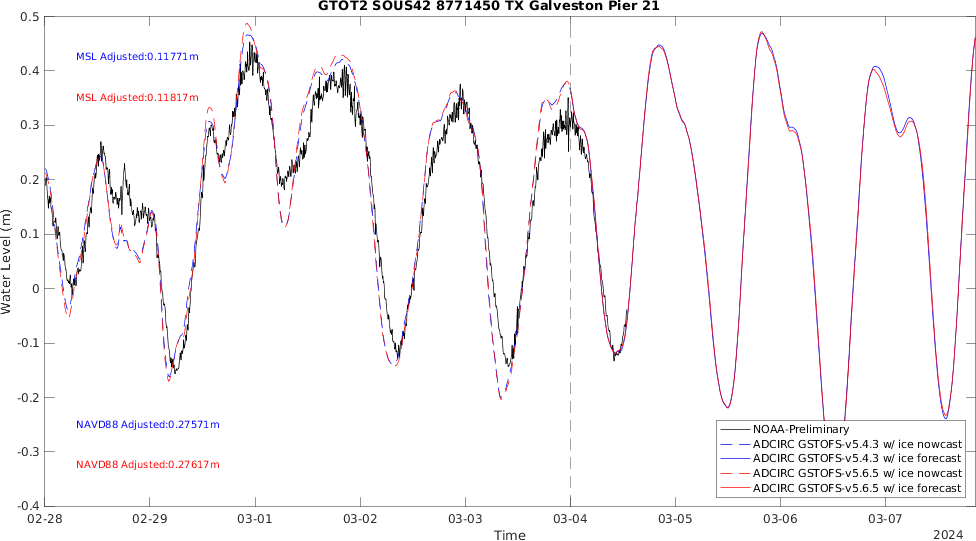 GTOT2 SOUS42 8771450 TX Galveston Pier 21
0.5
0.4
0.3
0.2
0.1
0
-0.1
-0.2
-0.3
-0.4
Water Level (m)
MSL Adjusted:0.11771m
MSL Adjusted:0.11817m
NAVD88 Adjusted:0.27571m
NAVD88 Adjusted:0.27617m
NOAA-Preliminary
ADCIRC GSTOFS-v5.4.3 w/ ice nowcast
ADCIRC GSTOFS-v5.4.3 w/ ice forecast
ADCIRC GSTOFS-v5.6.5 w/ ice nowcast
ADCIRC GSTOFS-v5.6.5 w/ ice forecast
02-28 02-29 03-01 03-02 03-03 03-04 03-05 03-06 03-07
Time
2024